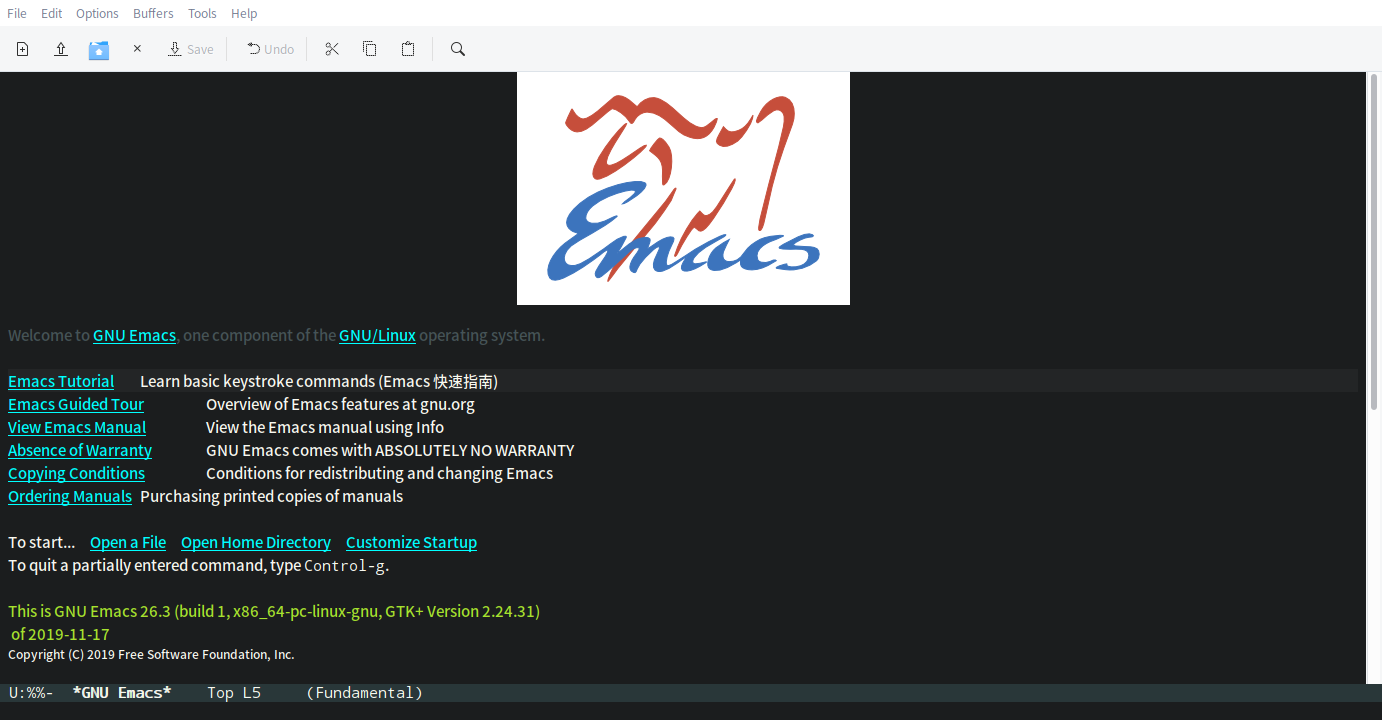 File Edit Options Buffers Tools Help
Save Undo
Emacs
Welcome to GNU Emacs, one component of the GNU/Linux operating system.
Emacs Tutorial Learn basic keystroke commands (Emacs 快速指南)
Emacs Guided Tour Overview of Emacs features at gnu.org
View Emacs Manual View the Emacs manual using Info
Absence of Warranty GNU Emacs comes with ABSOLUTELY NO WARRANTY
Copying Conditions Conditions for redistributing and changing Emacs
Ordering Manuals Purchasing printed copies of manuals
To start... Open a File Open Home Directory Customize Startup
To quit a partially entered command, type Control-g.
This is GNU Emacs 26.3 (build 1, x86_64-pc-linux-gnu, GTK+ Version 2.24.31)
of 2019-11-17
Copyright (C) 2019 Free Software Foundation, Inc.
U:%%- *GNU Emacs* Top L5 (Fundamental)